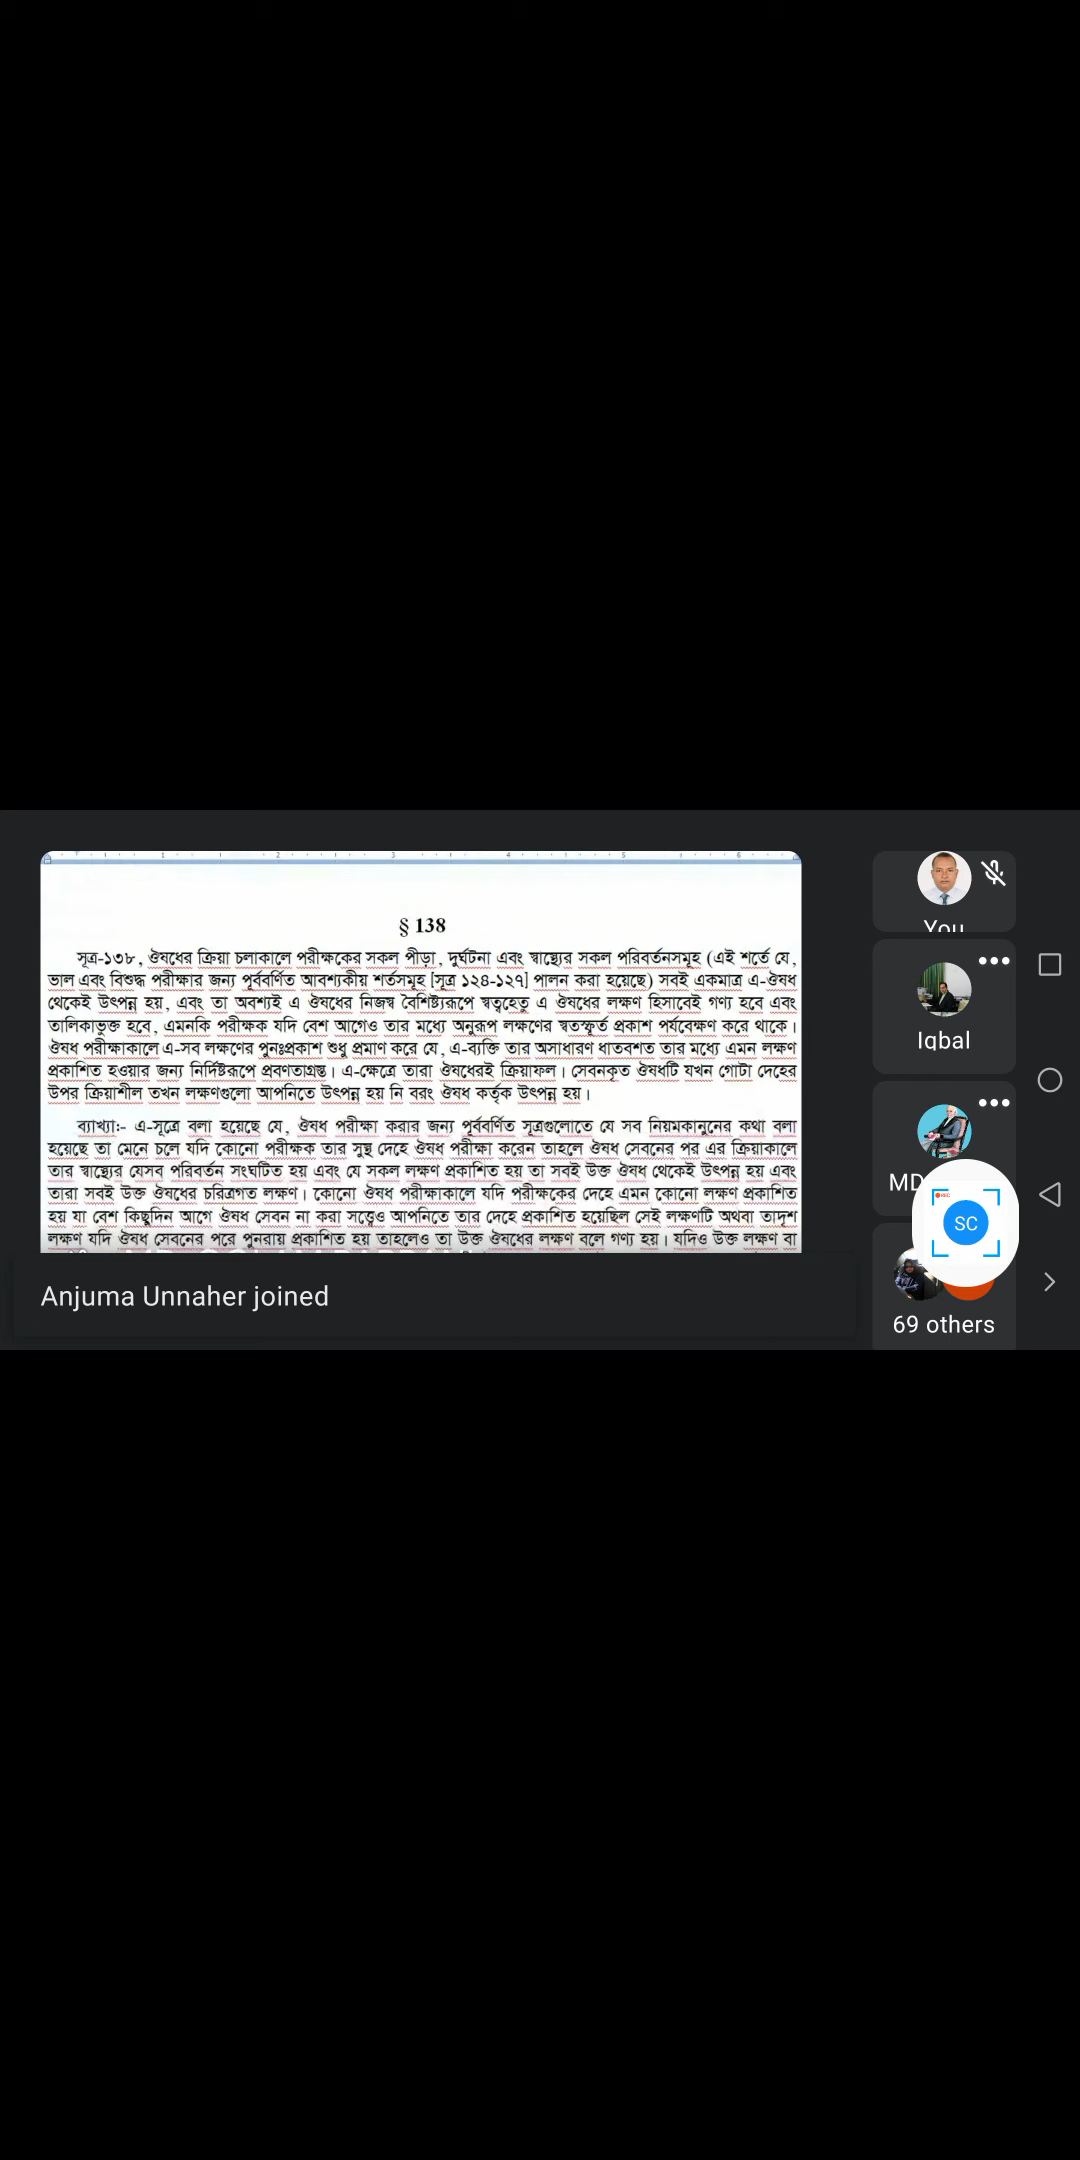 § 138
সূত্র-১৩৮, ঔষধের ক্রিয়া চলাকালে পরীক্ষকের সকল পীড়া, দুর্ঘটনা এবং স্বাস্থ্যের সকল পরিবর্তনসমূহ (এই শর্তে যে,
ভাল এবং বিশুদ্ধ পরীক্ষার জন্য পূর্ববর্ণিত আবশ্যকীয় শর্তসমূহ [সূত্র ১২৪-১২৭] পালন করা হয়েছে) সবই একমাত্র এ-ঔষধ
থেকেই উৎপন্ন হয়, এবং তা অবশ্যই এ ঔষধের নিজস্ব বৈশিষ্ট্যরূপে স্বত্বহেতু এ ঔষধের লক্ষণ হিসাবেই গণ্য হবে এবং
তালিকাভুক্ত হবে, এমনকি পরীক্ষক যদি বেশ আগেও তার মধ্যে অনুরূপ লক্ষণের স্বতস্ফূর্ত প্রকাশ পর্যবেক্ষণ করে থাকে।
ঔষধ পরীক্ষাকালে এ-সব লক্ষণের পুনঃপ্রকাশ শুধু প্রমাণ করে যে, এ-ব্যক্তি তার অসাধারণ ধাতবশত তার মধ্যে এমন লক্ষণ
প্রকাশিত হওয়ার জন্য নির্দিষ্টরূপে প্রবণতাগ্রস্ত। এ-ক্ষেত্রে তারা ঔষধেরই ক্রিয়াফল। সেবনকৃত ঔষধটি যখন গোটা দেহের
উপর ক্রিয়াশীল তখন লক্ষণগুলো আপনিতে উৎপন্ন হয় নি বরং ঔষধ কর্তৃক উৎপন্ন হয়।
ব্যাখ্যা:- এ-সূত্রে বলা হয়েছে যে, ঔষধ পরীক্ষা করার জন্য পূর্ববর্ণিত সূত্রগুলোতে যে সব নিয়মকানুনের কথা বলা
হয়েছে তা মেনে চলে যদি কোনো পরীক্ষক তার সুস্থ দেহে ঔষধ পরীক্ষা করেন তাহলে ঔষধ সেবনের পর এর ক্রিয়াকালে
তার স্বাস্থ্যের যেসব পরিবর্তন সংঘটিত হয় এবং যে সকল লক্ষণ প্রকাশিত হয় তা সবই উক্ত ঔষধ থেকেই উৎপন্ন হয় এবং
তারা সবই উক্ত ঔষধের চরিত্রগত লক্ষণ। কোনো ঔষধ পরীক্ষাকালে যদি পরীক্ষকের দেহে এমন কোনো লক্ষণ প্রকাশিত
হয় যা বেশ কিছুদিন আগে ঔষধ সেবন না করা সত্ত্বেও আপনিতে তার দেহে প্রকাশিত হয়েছিল সেই লক্ষণটি অথবা তাদৃশ
লক্ষণ যদি ঔষধ সেবনের পরে পুনরায় প্রকাশিত হয় তাহলেও তা উক্ত ঔষধের লক্ষণ বলে গণ্য হয়। যদিও উক্ত লক্ষণ বা
Anjuma Unnaher joined
You
Iqbal
MD
REC
SC
69 others